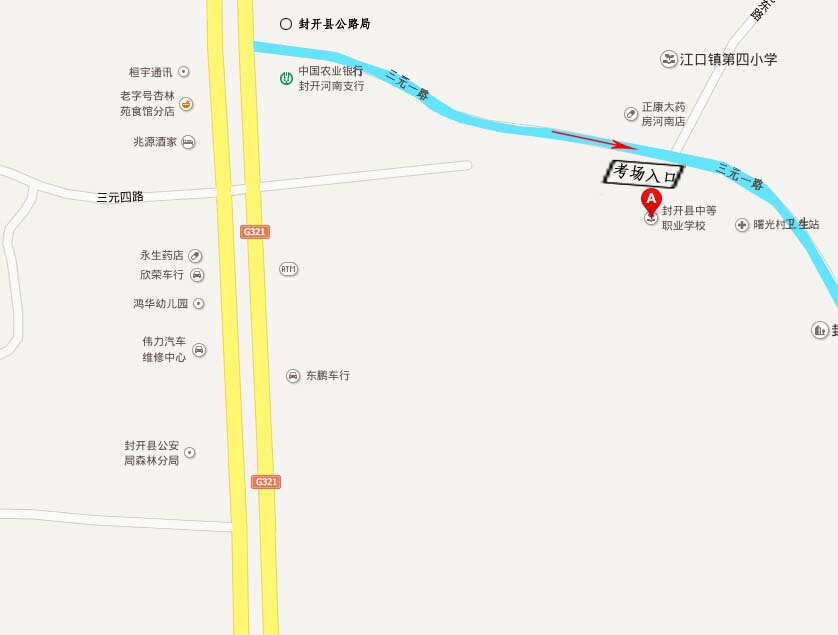 东
路
封开县公路局
江口镇第四小学
桓宇通讯
中国农业银行
封开河南支行
三元一路
老字号杏林
苑食馆分店
正康大药
房河南店
兆源酒家
考场入口
三元一路
A
三元四路
封开县中等
职业学校
曙光村卫生站
G321
永生药店
欣荣车行
ATM
鸿华幼儿园
封
伟力汽车
维修中心
东鹏车行
封开县公安
局森林分局
G321